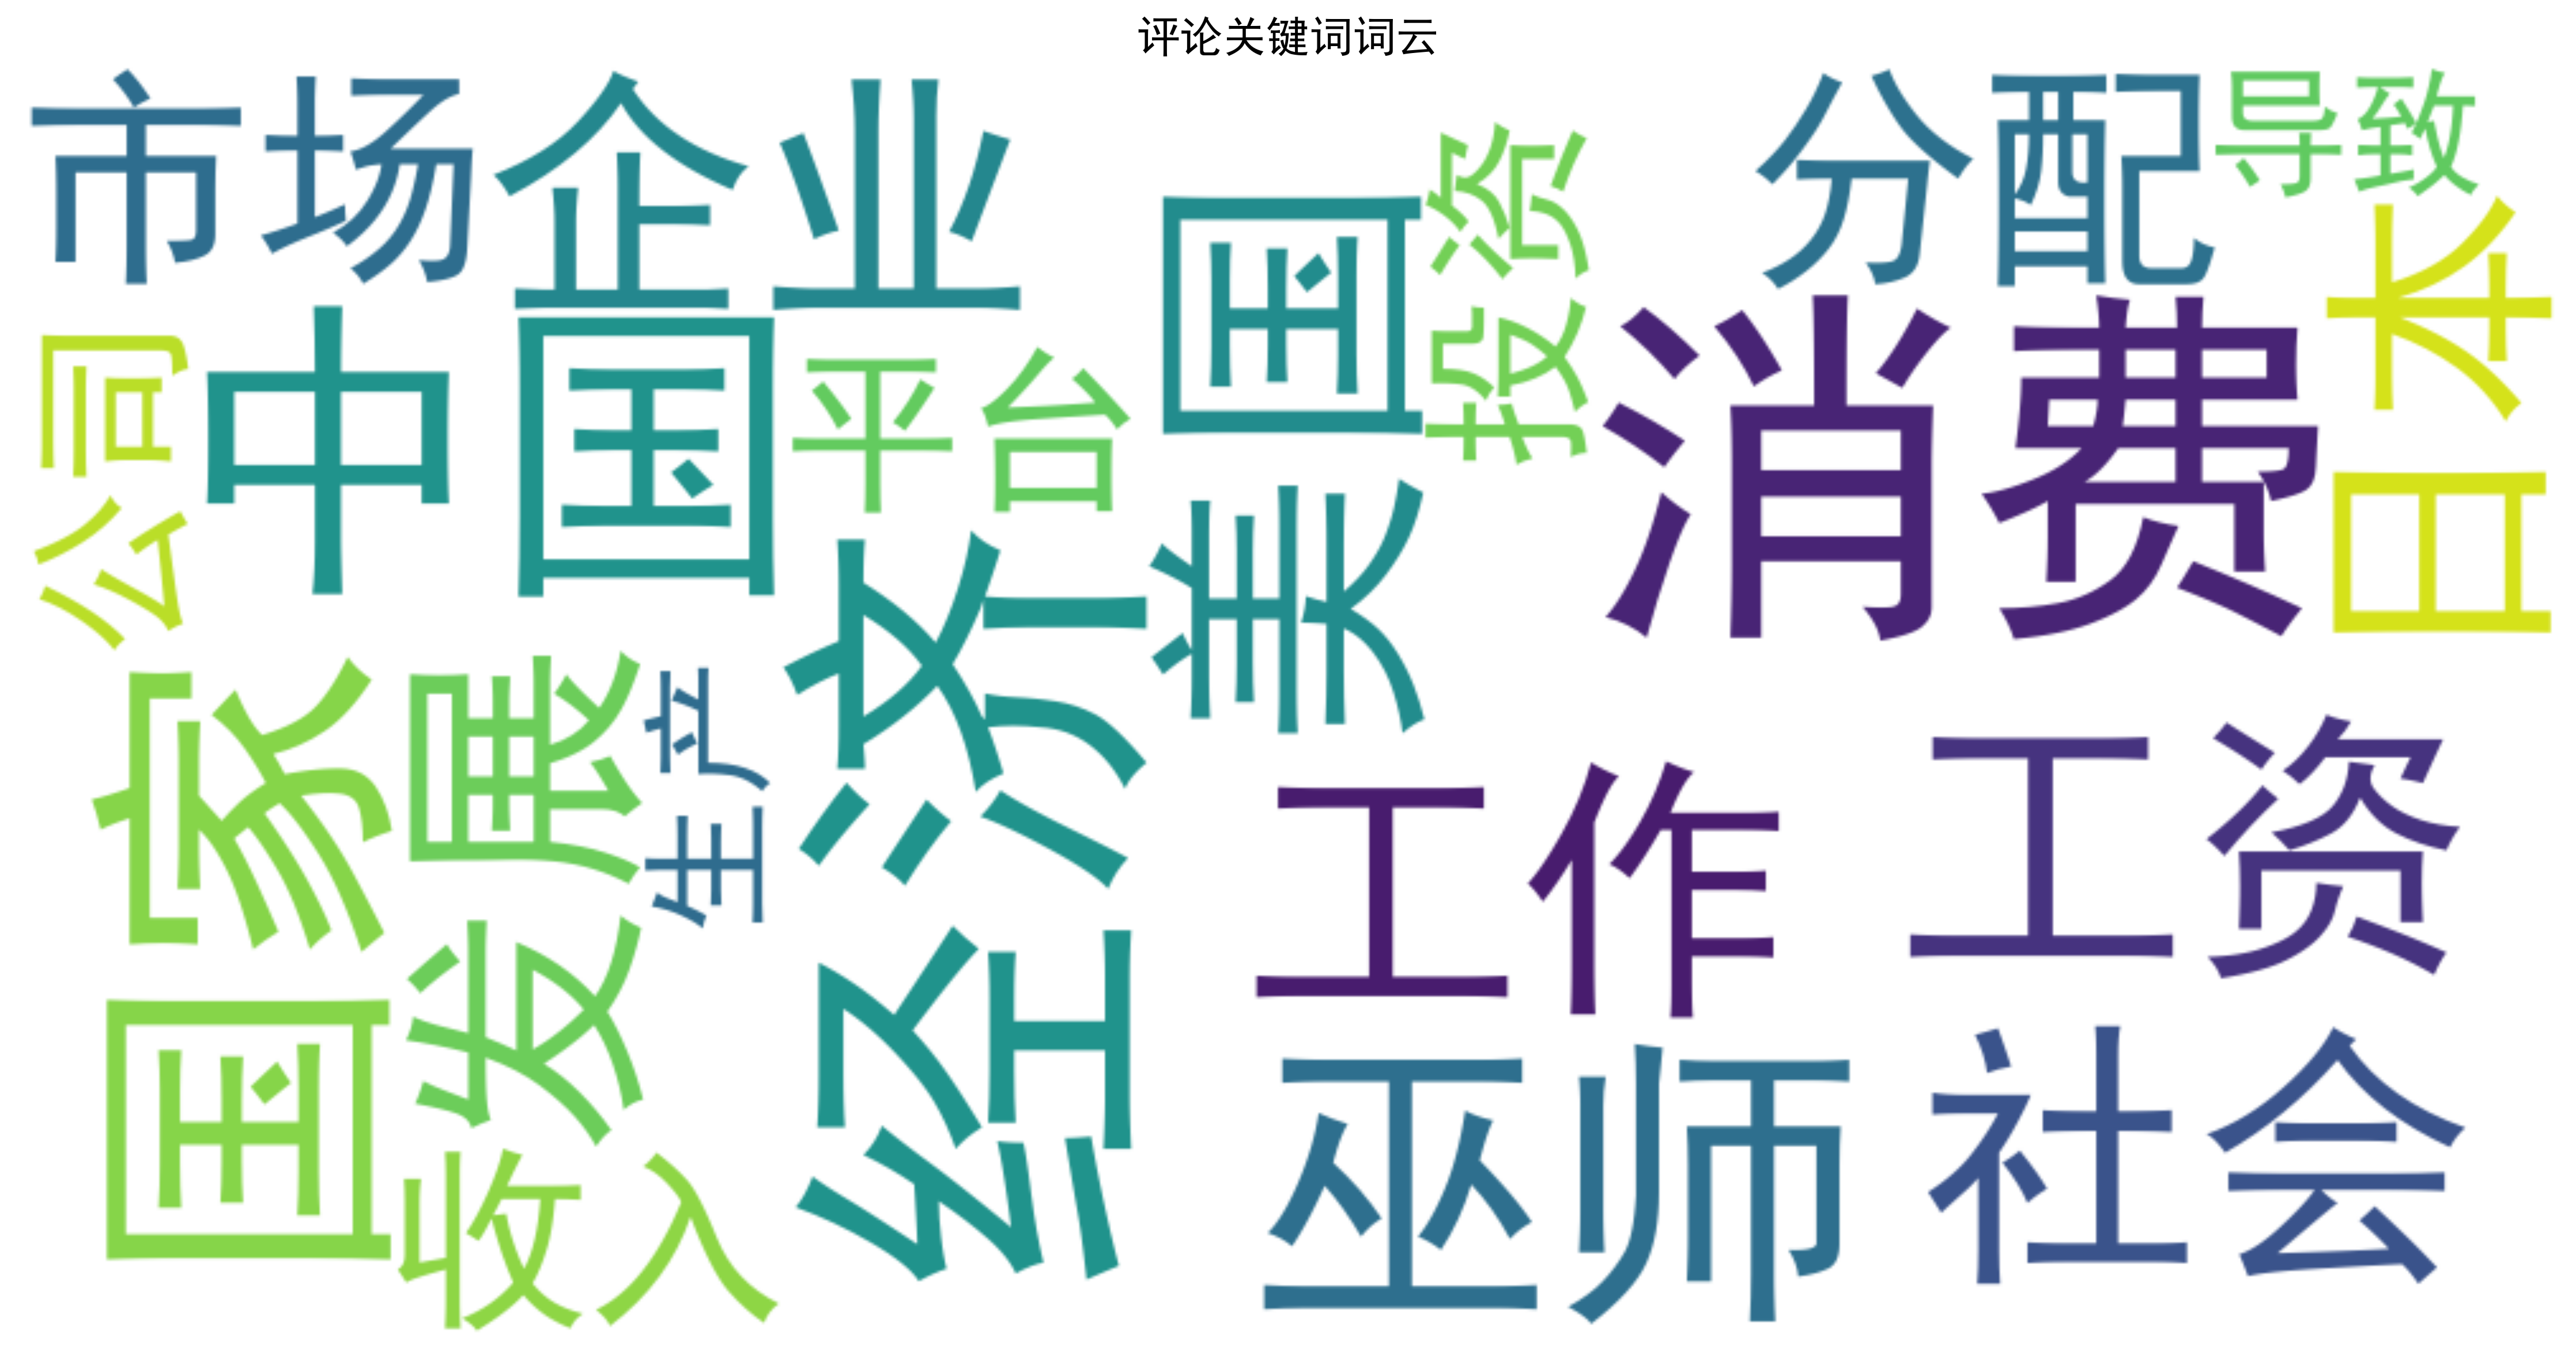 评论关键词词云
市场
企业
分配
导致
投资
美国
日本
消费
公司
中国
平台
经济
国家
发展
生产
工作
工资
收入
巫师
社会